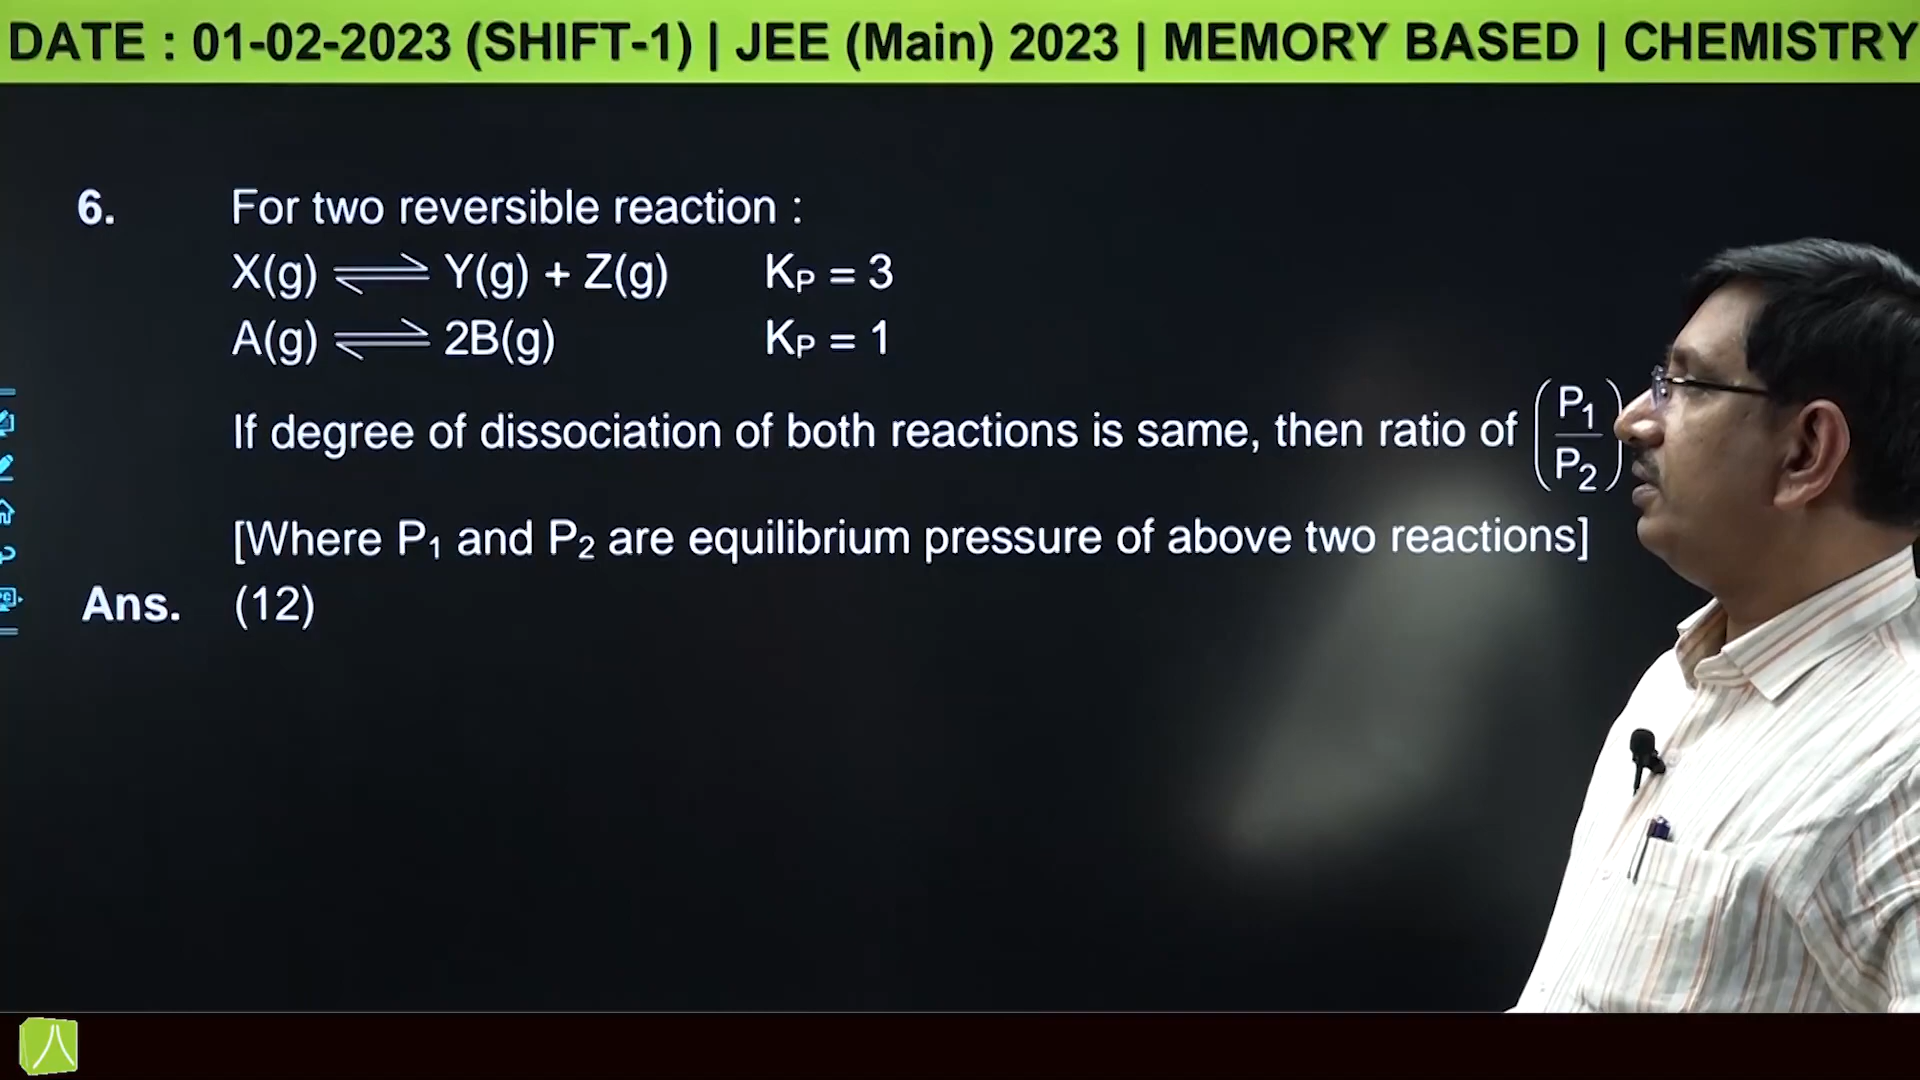 DATE : 01-02-2023 (SHIFT-1) | JEE (Main) 2023 | MEMORY BASED | CHEMISTRY
6. For two reversible reaction :
X(g) ⇌ Y(g) + Z(g) KP = 3
A(g) ⇌ 2B(g) KP = 1
If degree of dissociation of both reactions is same, then ratio of (P1/P2)
[Where P1 and P2 are equilibrium pressure of above two reactions]
Ans. (12)